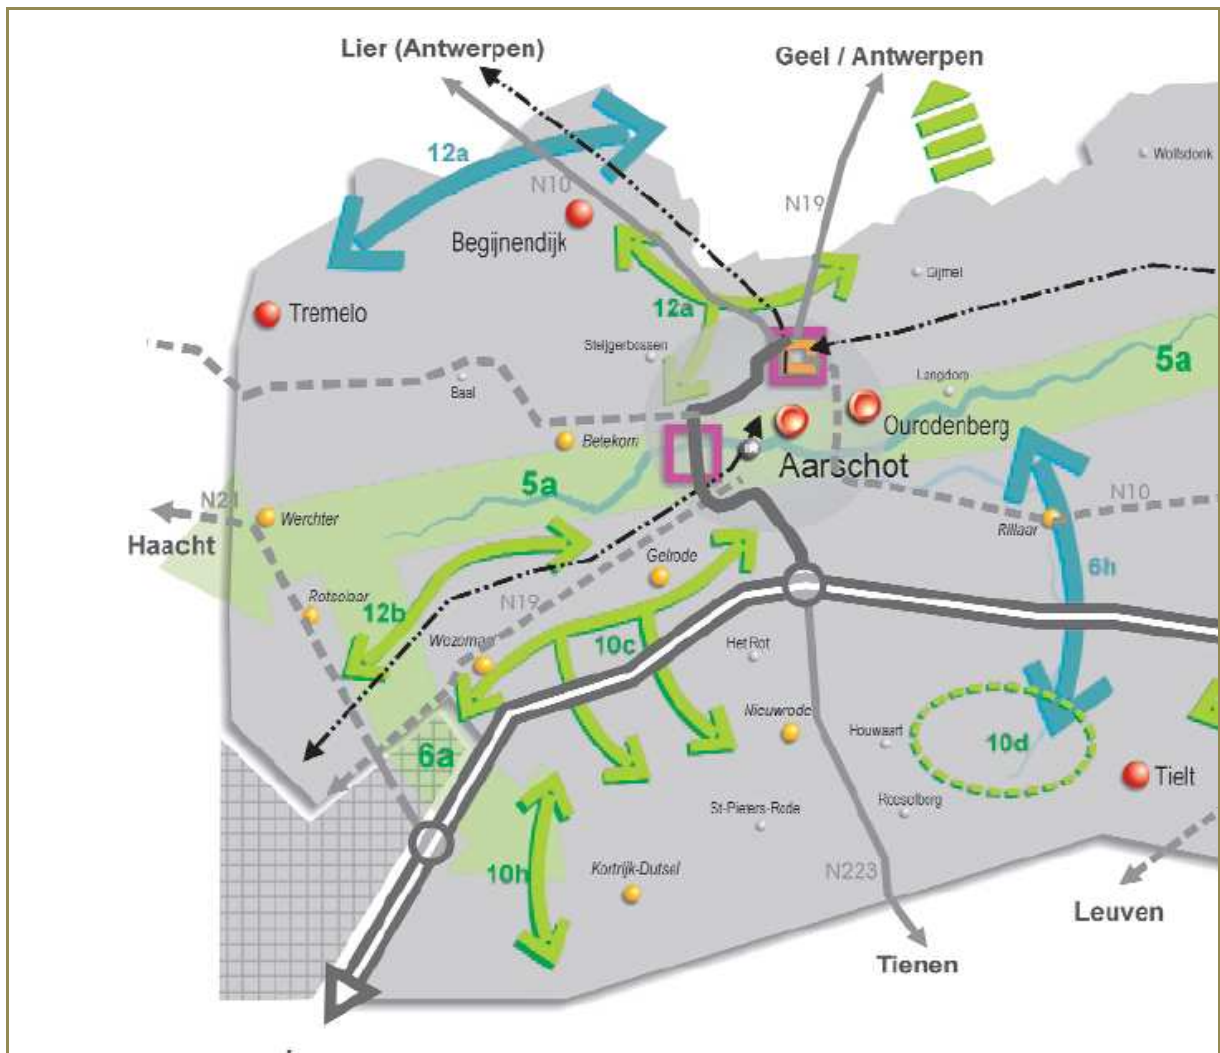 Lier (Antwerpen)
Geel / Antwerpen
12a
Wolfsdonk
N10
N19
Begijnendijk
Gijmel
Tremelo
12a
Steijgerbossen
5a
Langdorp
Baal
Ourodenberg
Betekom
Aarschot
5a
N10
N21
Werchter
Rillaar
Haacht
Gelrode
6h
Rotselaar
N19
12b
10c
Het Rot
Nieuwrode
Houwaart
10d
6a
Tielt
St-Pieters-Rode
Roeselberg
10h
Kortrijk-Dutsel
N223
Leuven
Tienen